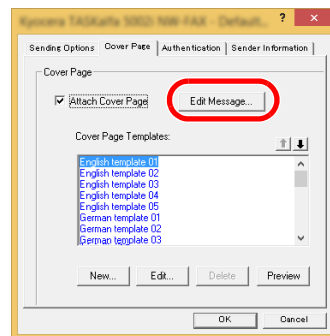 Kyocera TASKalfa 5002i NW-FAX - Default... ? ×
Sending Options Cover Page Authentication Sender Information
Cover Page
Attach Cover Page Edit Message...
Cover Page Templates:
English template 01
English template 02
English template 03
English template 04
English template 05
German template 01
German template 02
German template 03
New... Edit... Delete Preview
OK Cancel